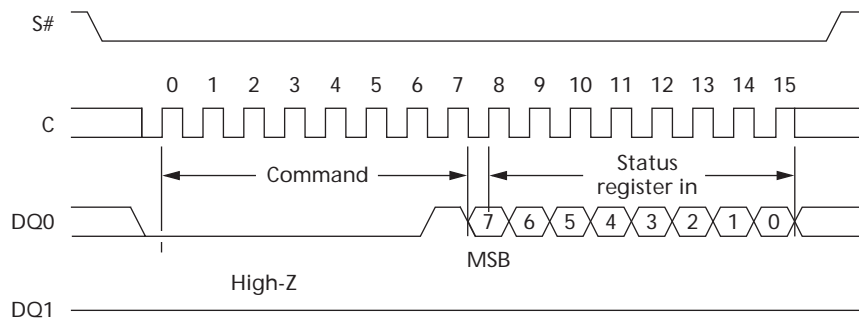 S#
0 1 2 3 4 5 6 7 8 9 10 11 12 13 14 15
C
Command
Status
register in
DQ0
7 6 5 4 3 2 1 0
MSB
High-Z
DQ1